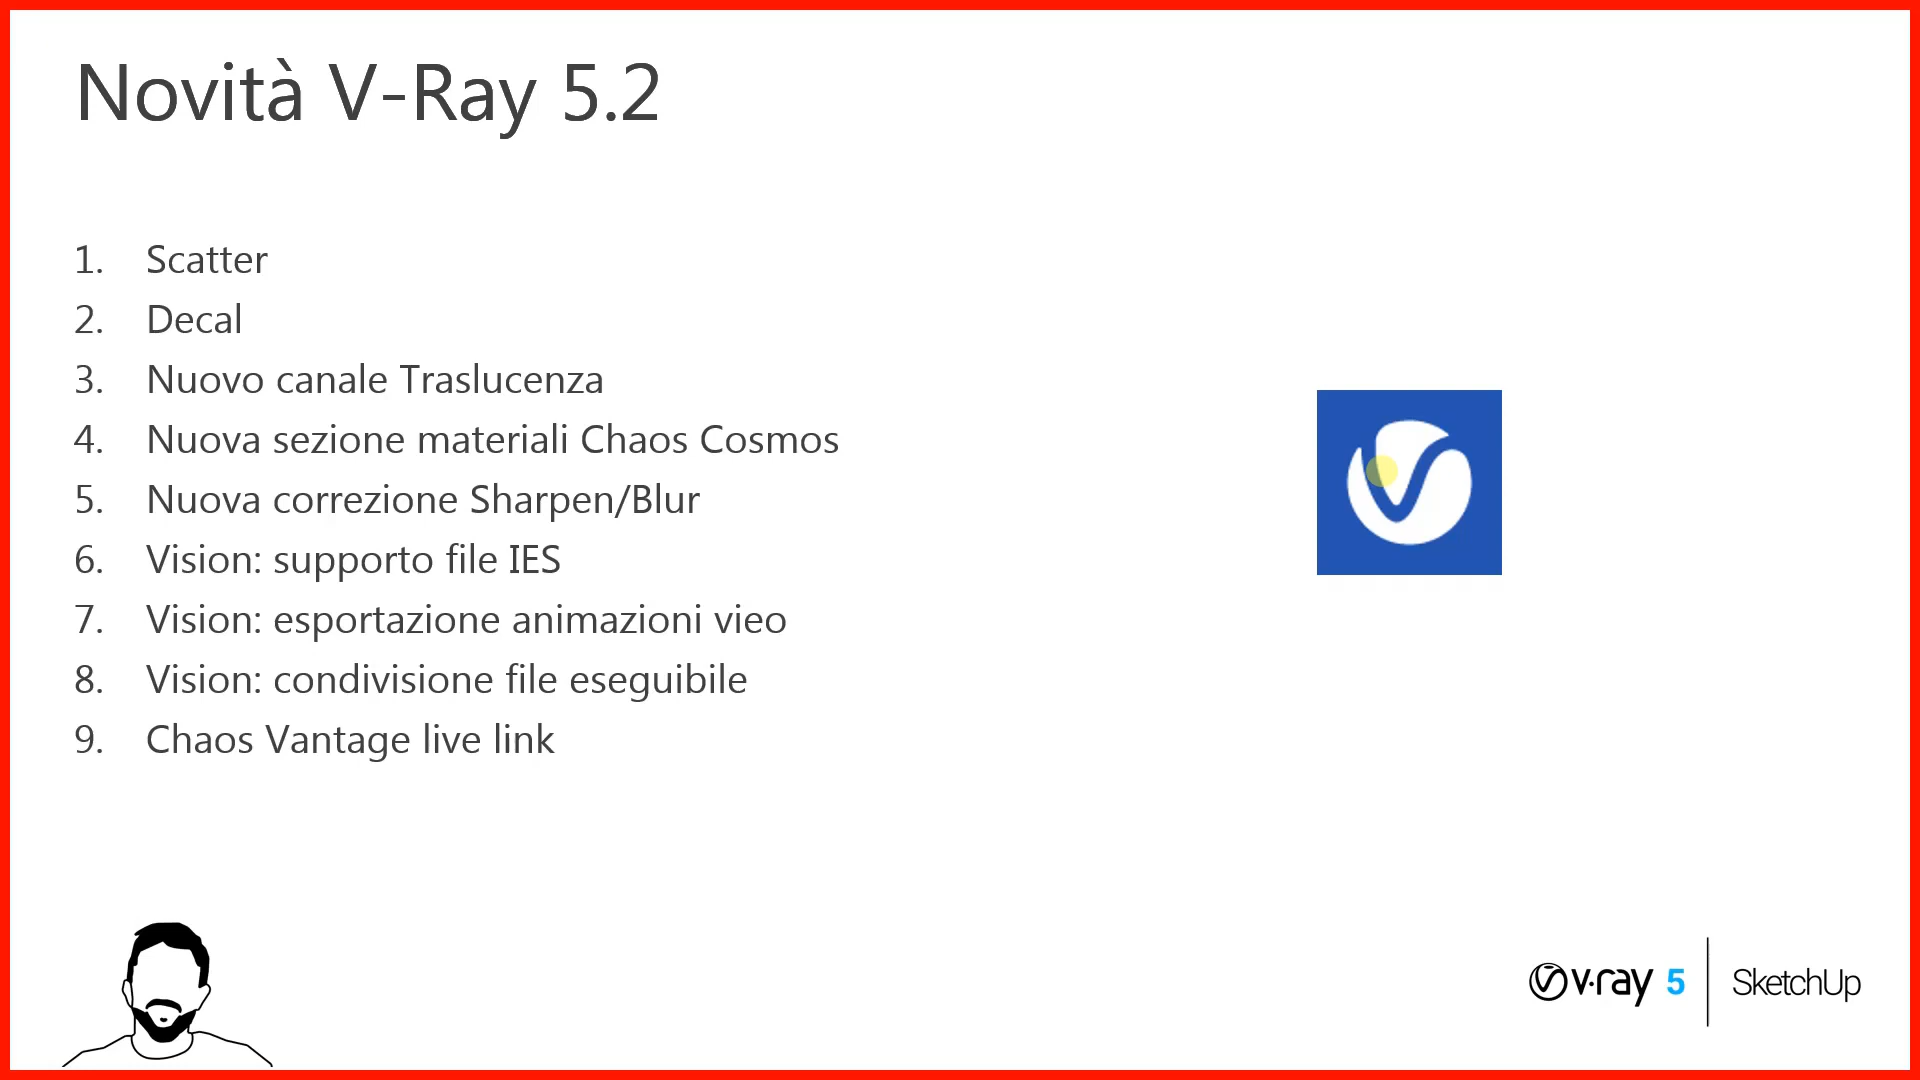 Novità V-Ray 5.2
1. Scatter
2. Decal
3. Nuovo canale Traslucenza
4. Nuova sezione materiali Chaos Cosmos
5. Nuova correzione Sharpen/Blur
6. Vision: supporto file IES
7. Vision: esportazione animazioni vieo
8. Vision: condivisione file eseguibile
9. Chaos Vantage live link
v·ray 5 | SketchUp